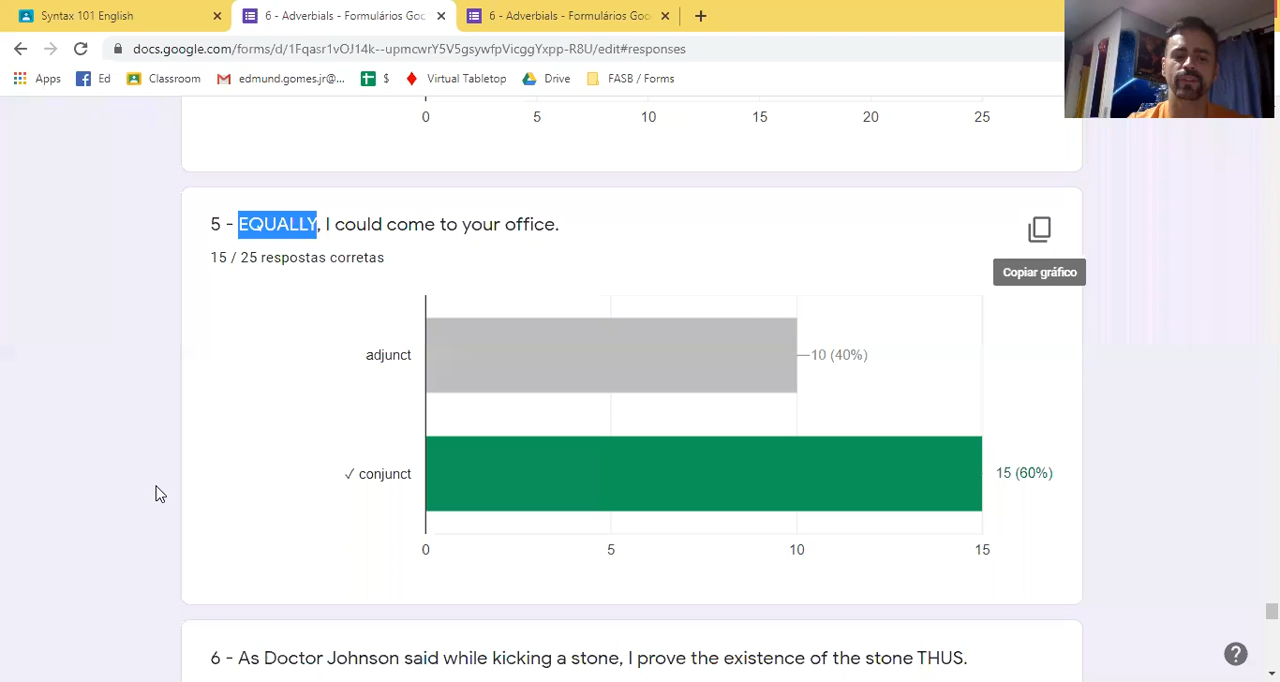 Syntax 101 English
6 - Adverbials - Formulários Goo
6 - Adverbials - Formulários Goo
docs.google.com/forms/d/1Fqasr1vOJ14k--upmcwrY5V5gsywfpVicggYxpp-R8U/edit#responses
Apps Ed Classroom edmund.gomes.jr@... $ Virtual Tabletop Drive FASB / Forms
0 5 10 15 20 25
5 - EQUALLY, I could come to your office.
15 / 25 respostas corretas
Copiar gráfico
adjunct
10 (40%)
✓ conjunct
15 (60%)
0 5 10 15
6 - As Doctor Johnson said while kicking a stone, I prove the existence of the stone THUS.